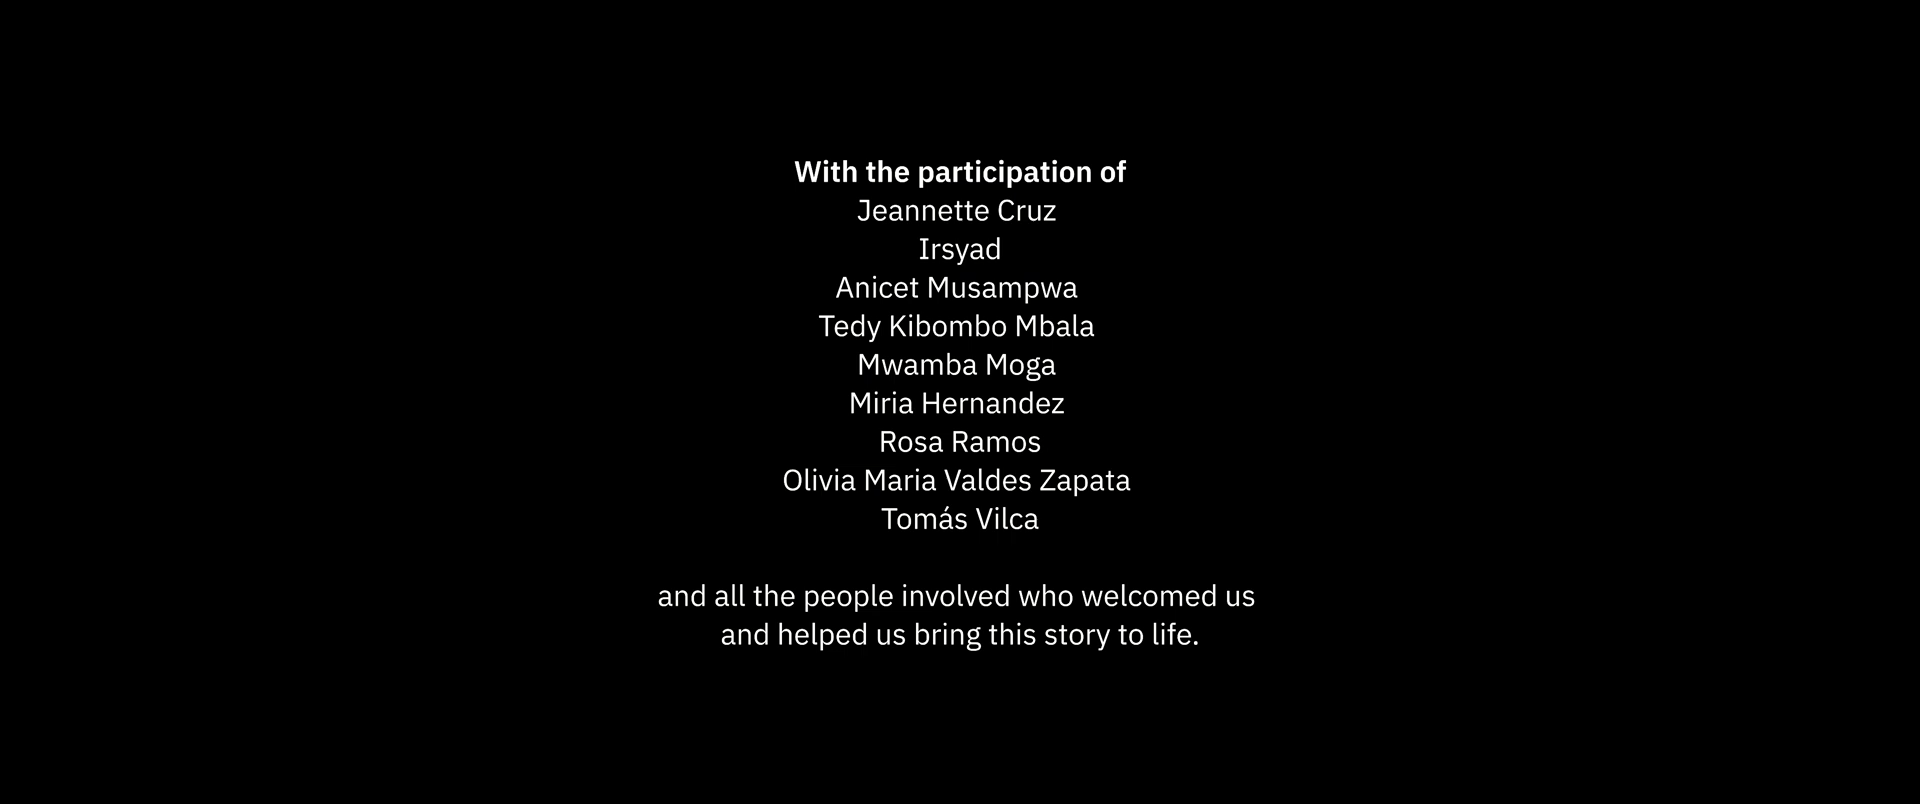 With the participation of
Jeannette Cruz
Irsyad
Anicet Musampwa
Tedy Kibombo Mbala
Mwamba Moga
Miria Hernandez
Rosa Ramos
Olivia Maria Valdes Zapata
Tomás Vilca
and all the people involved who welcomed us
and helped us bring this story to life.